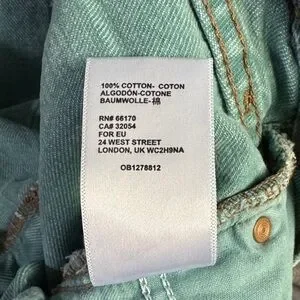 100% COTTON- COTON
ALGODÓN-COTONE
BAUMWOLLE-棉
RN# 66170
CA# 32054
FOR EU
24 WEST STREET
LONDON, UK WC2H9NA
OB1278812